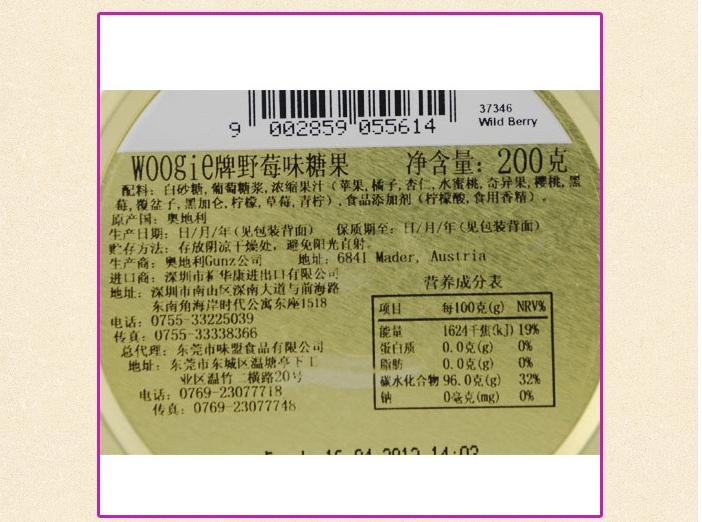 37346
Wild Berry
9 002859 055614
woogie牌野莓味糖果 净含量: 200克
配料: 白砂糖, 葡萄糖浆, 浓缩果汁 (苹果, 橘子, 杏仁, 水蜜桃, 奇异果, 樱桃, 黑
莓, 覆盆子, 黑加仑, 柠檬, 草莓, 青柠), 食品添加剂 (柠檬酸, 食用香精) 。
原产国: 奥地利
生产日期: 日/月/年(见包装背面) 保质期至: 日/月/年(见包装背面)
贮存方法: 存放阴凉干燥处, 避免阳光直射.
生产商: 奥地利Gunz公司 地址: 6841 Mader, Austria
进口商: 深圳市 华康进出口有限公司
地址: 深圳市南山区深南大道与前海路
东南角海岸时代公寓东座1518
电话: 0755-33225039
传真: 0755-33338366
总代理: 东莞市味盟食品有限公司
地址: 东莞市东城区温塘亭下工
业区温竹二横路20号
电话: 0769-23077718
传真: 0769-23077748
营养成分表
项目 每100克(g) NRV%
能量 1624千焦(kJ) 19%
蛋白质 0.0克(g) 0%
脂肪 0.0克(g) 0%
碳水化合物 96.0克(g) 32%
钠 0毫克(mg) 0%